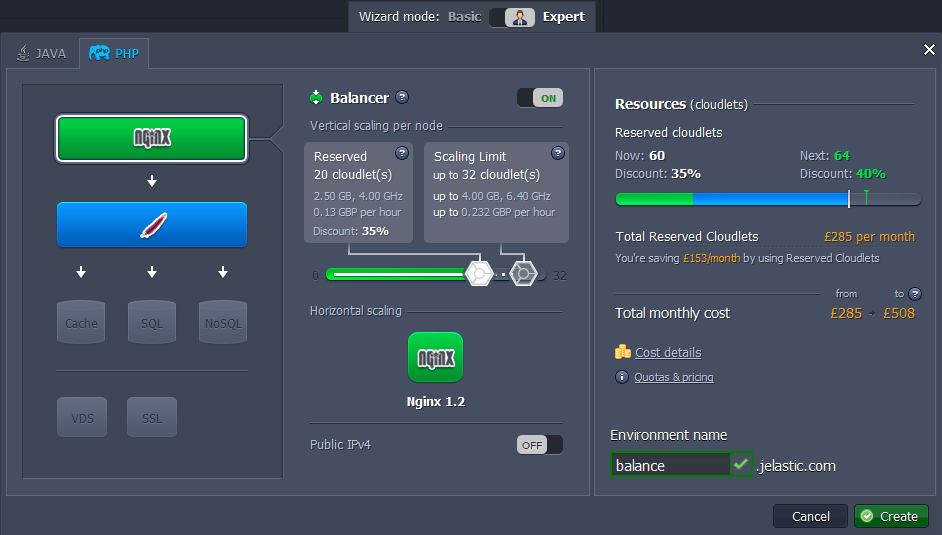 Wizard mode: Basic Expert
JAVA
php PHP
NGINX
Cache
SQL
NoSQL
VDS
SSL
Balancer ?
ON
Vertical scaling per node
Reserved ?
20 cloudlet(s)
2.50 GB, 4.00 GHz
0.13 GBP per hour
Discount: 35%
Scaling Limit ?
up to 32 cloudlet(s)
up to 4.00 GB, 6.40 GHz
up to 0.232 GBP per hour
0
32
Horizontal scaling
NGINX
Nginx 1.2
Public IPv4
OFF
Resources (cloudlets)
Reserved cloudlets
Now: 60
Next: 64
Discount: 35%
Discount: 40%
Total Reserved Cloudlets £285 per month
You're saving £153/month by using Reserved Cloudlets
from to ?
Total monthly cost £285 £508
Cost details
Quotas & pricing
Environment name
balance .jelastic.com
Cancel
Create